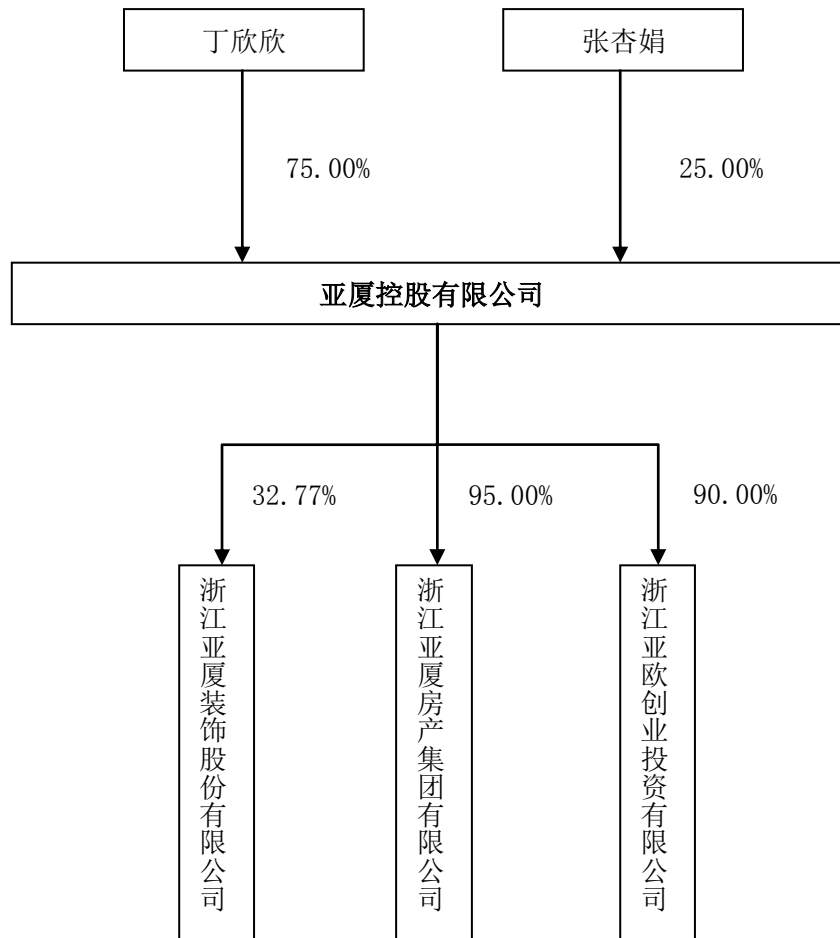 丁欣欣
张杏娟
75.00%
25.00%
亚厦控股有限公司
32.77%
95.00%
90.00%
浙江亚厦装饰股份有限公司
浙江亚厦房产集团有限公司
浙江亚欧创业投资有限公司